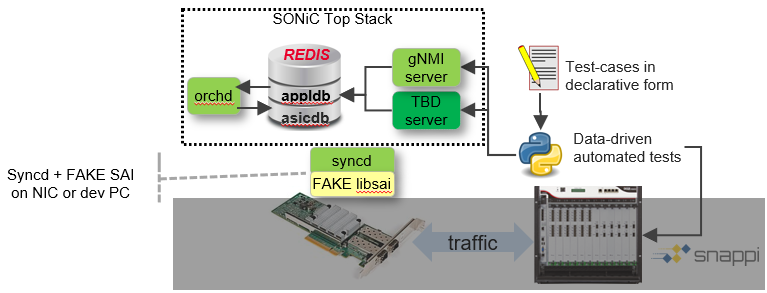 SONiC Top Stack
REDIS
appldb
asicdb
orchd
gNMI
server
TBD
server
Test-cases in
declarative form
Data-driven
automated tests
syncd
FAKE libsai
Syncd + FAKE SAI
on NIC or dev PC
traffic
snappi